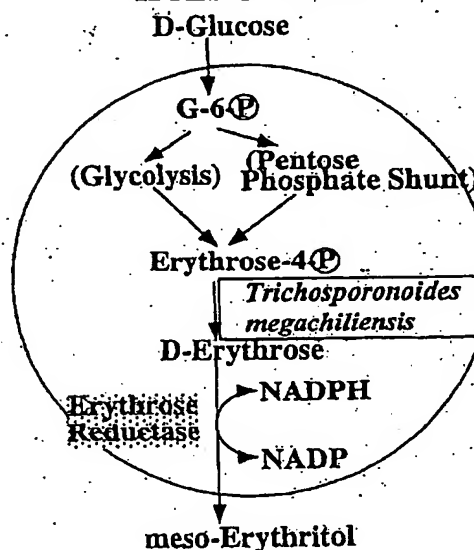 D-Glucose
G-6-Ⓟ
(Glycolysis)
(Pentose
Phosphate Shunt)
Erythrose-4-Ⓟ
Trichosporonoides
megachiliensis
D-Erythrose
Erythrose
Reductase
NADPH
NADP
meso-Erythritol